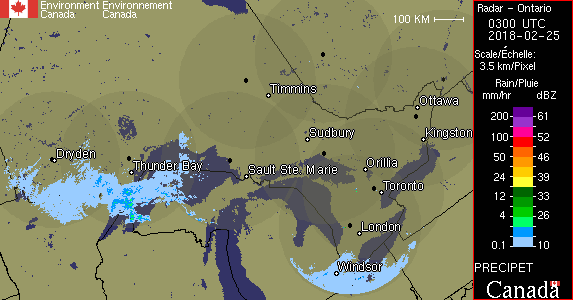 Environment Environnement
Canada Canada
100 KM
Timmins
Ottawa
Sudbury
Kingston
Dryden
Thunder Bay
Sault Ste. Marie
Orillia
Toronto
London
Windsor
Radar - Ontario
0300 UTC
2018-02-25
Scale/Échelle:
3.5 km/Pixel
Rain/Pluie
mm/hr dBZ
200 61
100 52
50 46
24 39
12 33
4 26
0.1 10
PRECIPET
Canada